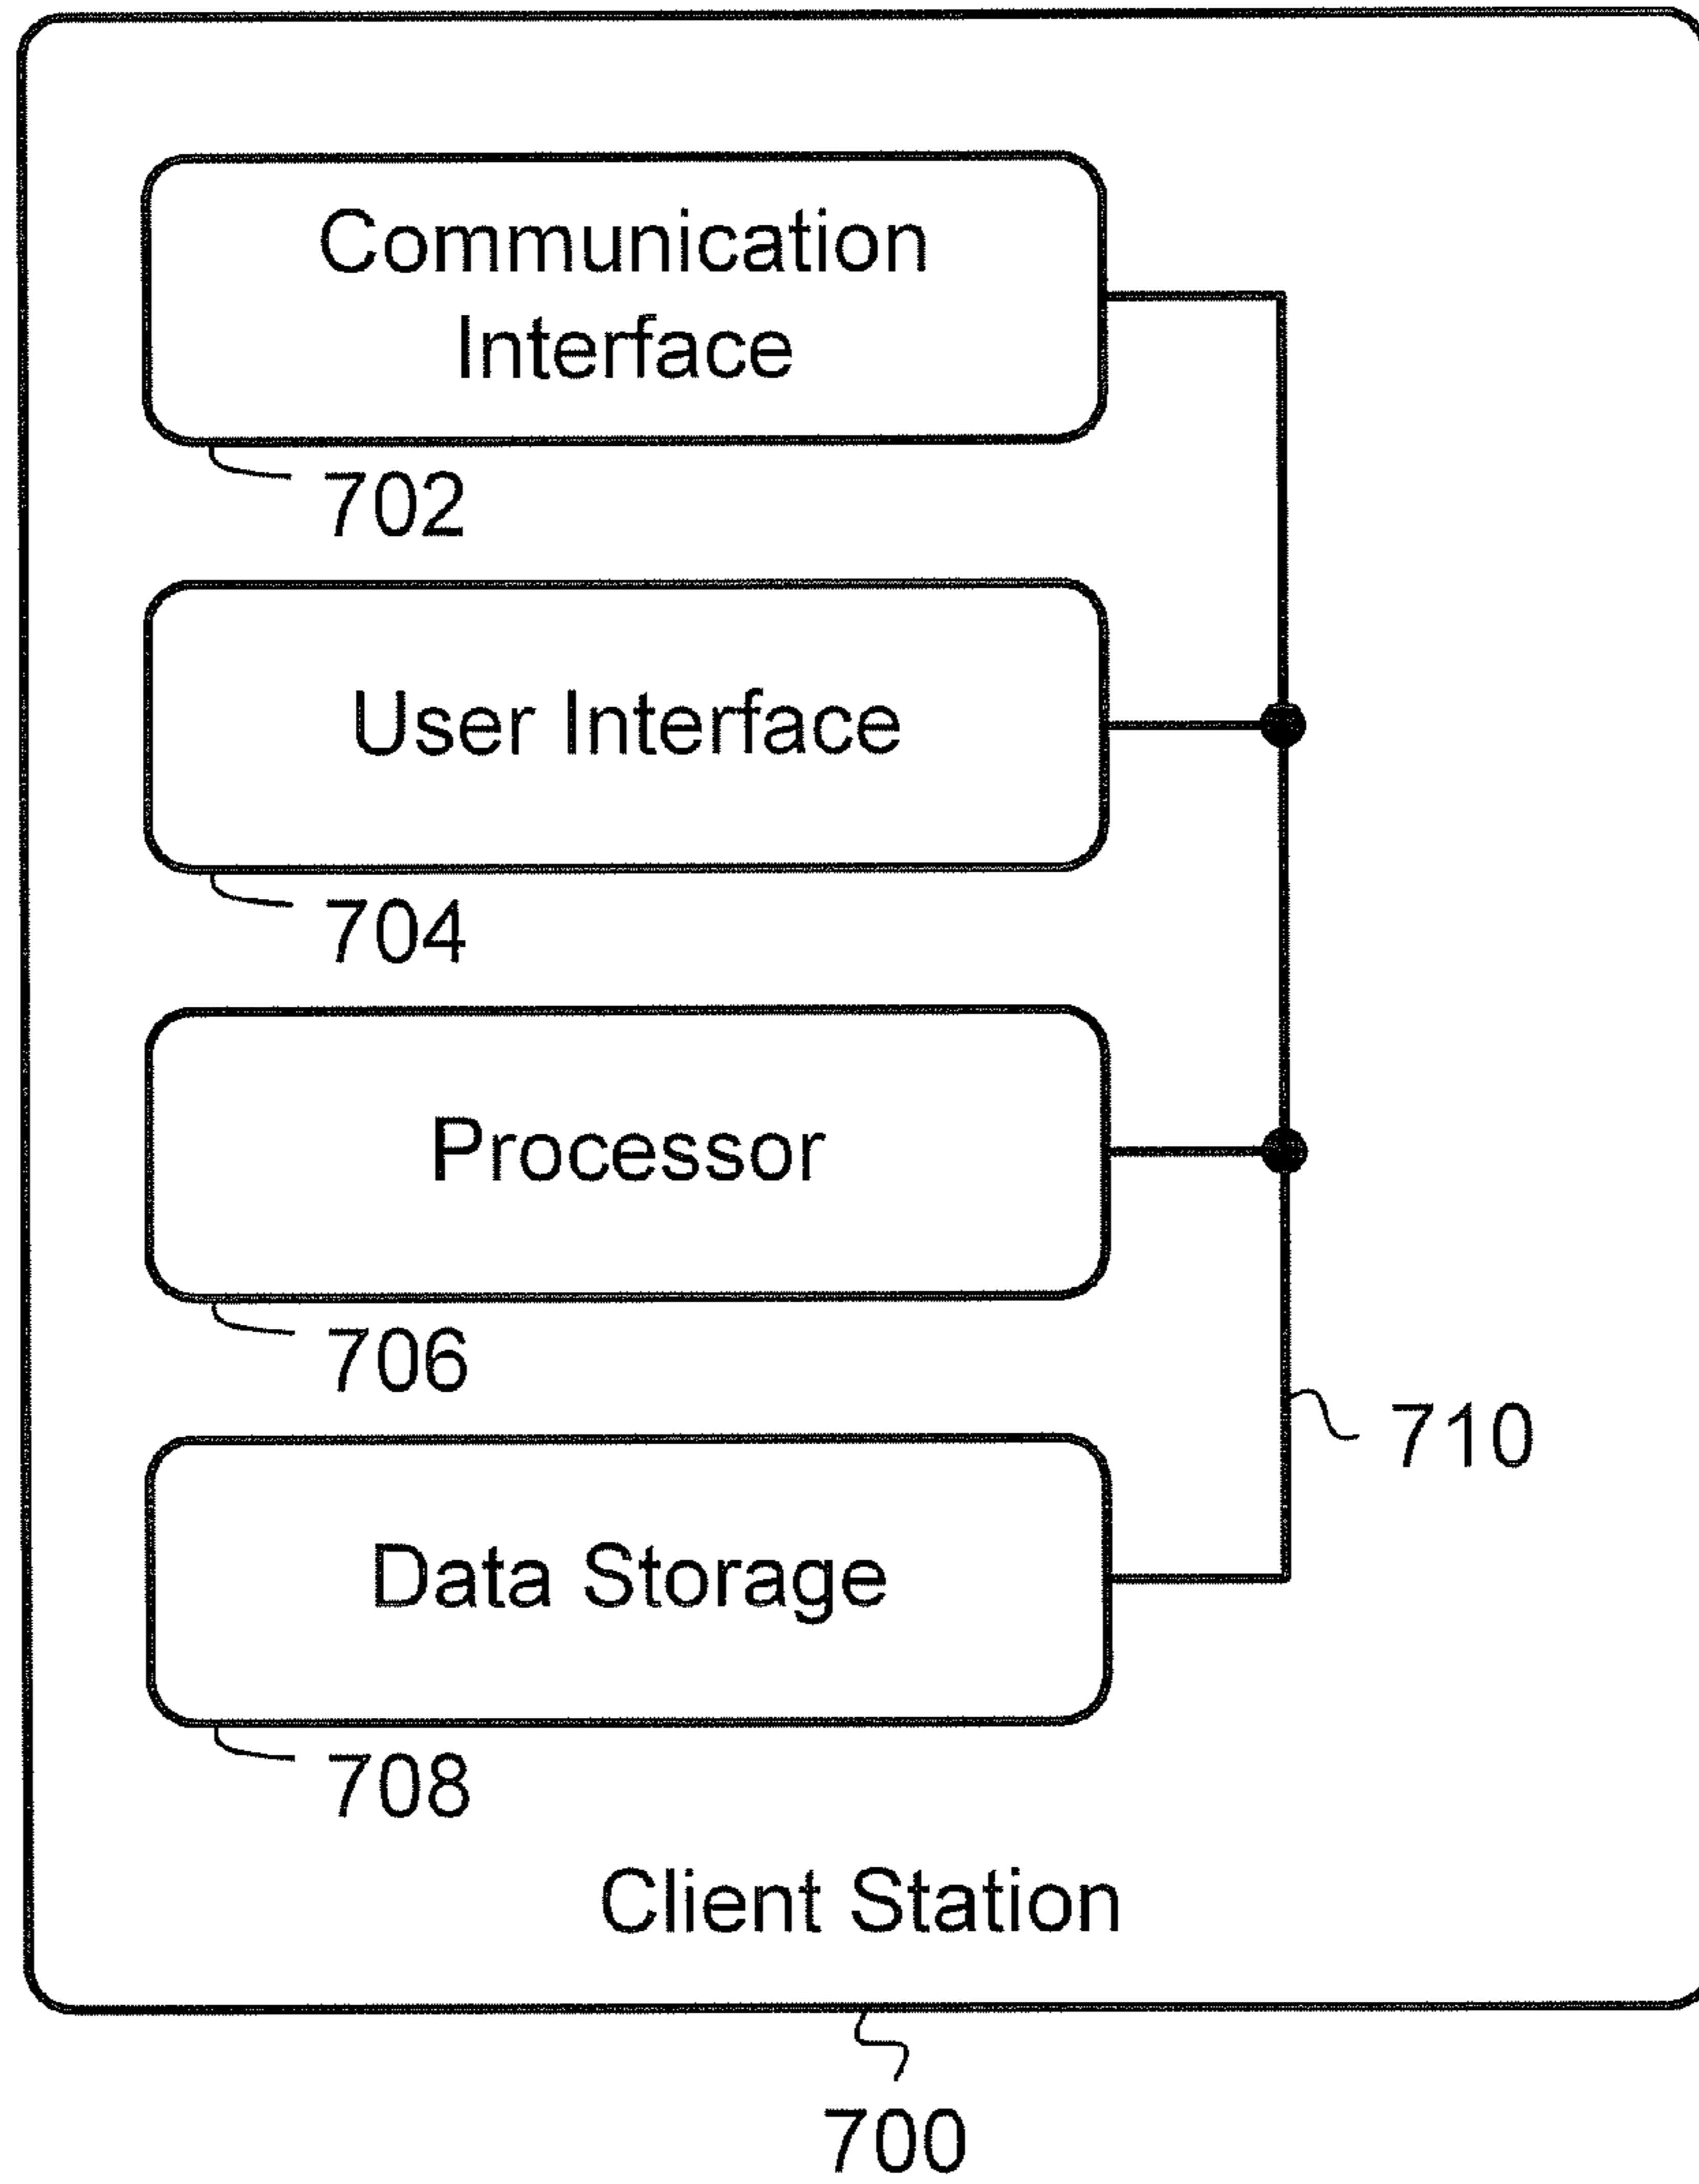 Communication
Interface
702
User Interface
704
Processor
706
710
Data Storage
708
Client Station
700